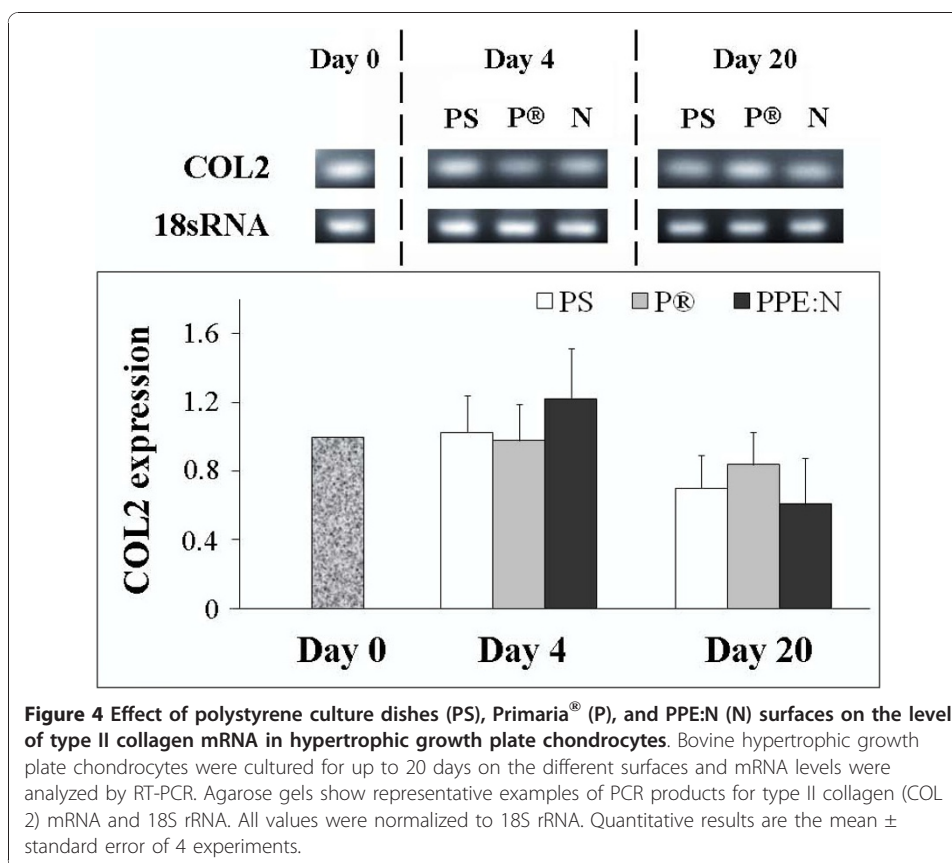 Day 0 Day 4 Day 20
PS P® N PS P® N
COL2
18sRNA
PS P® PPE:N
COL2 expression
1.6
1.2
0.8
0.4
0
Day 0 Day 4 Day 20
Figure 4 Effect of polystyrene culture dishes (PS), Primaria® (P), and PPE:N (N) surfaces on the level
of type II collagen mRNA in hypertrophic growth plate chondrocytes. Bovine hypertrophic growth
plate chondrocytes were cultured for up to 20 days on the different surfaces and mRNA levels were
analyzed by RT-PCR. Agarose gels show representative examples of PCR products for type II collagen (COL
2) mRNA and 18S rRNA. All values were normalized to 18S rRNA. Quantitative results are the mean ±
standard error of 4 experiments.